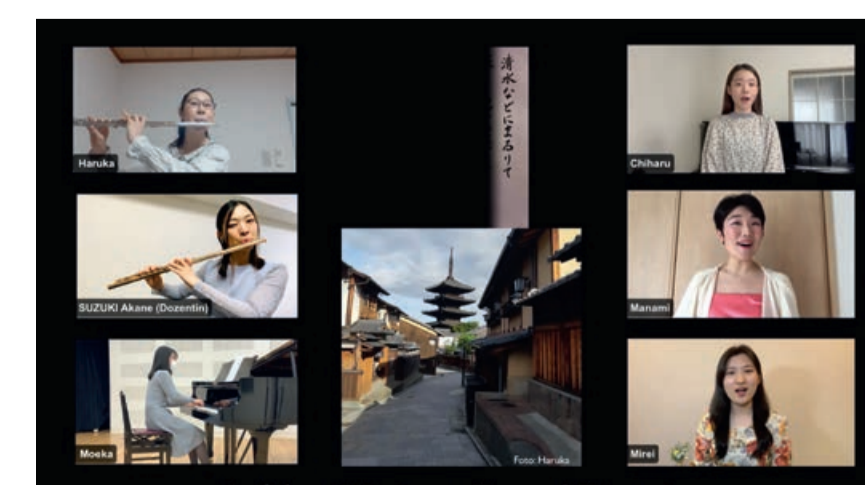 Haruka
清水などにまゐりて
Chiharu
SUZUKI Akane (Dozentin)
Manami
Moeka
Foto: Haruka
Mirei